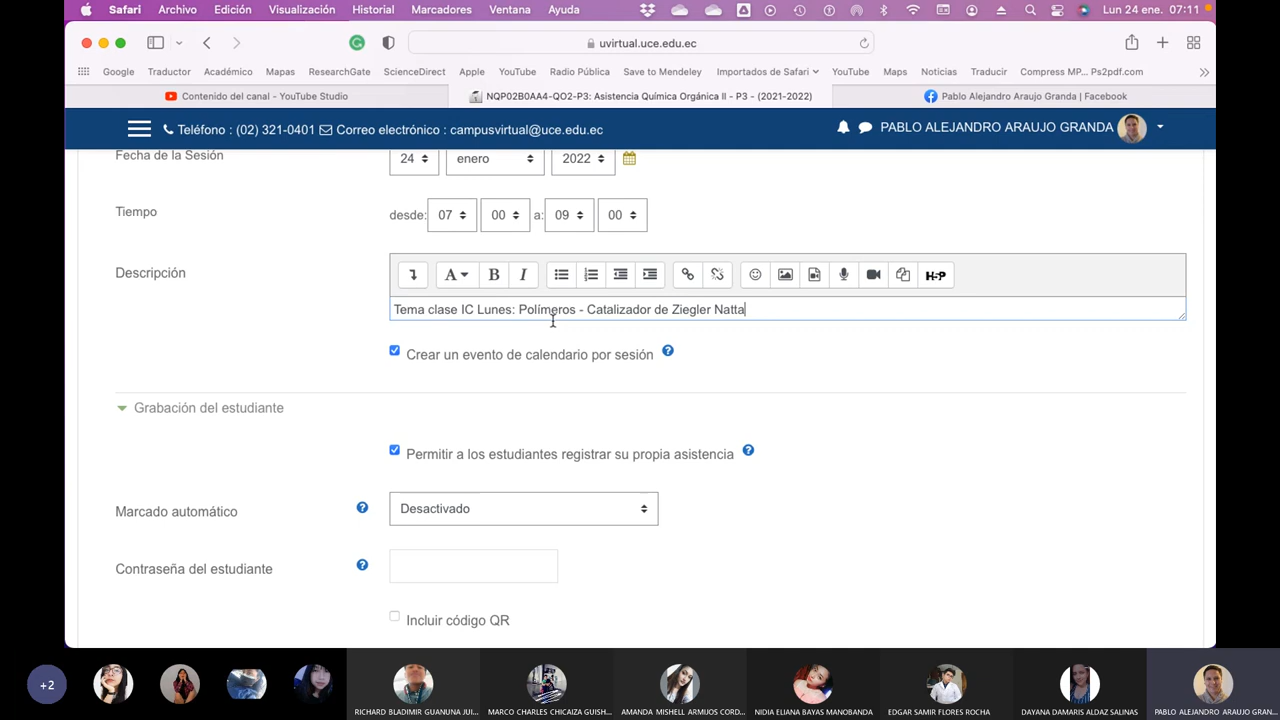 Safari Archivo Edición Visualización Historial Marcadores Ventana Ayuda Lun 24 ene. 07:11
uvirtual.uce.edu.ec
Google Traductor Académico Mapas ResearchGate ScienceDirect Apple YouTube Radio Pública Save to Mendeley Importados de Safari YouTube Maps Noticias Traducir Compress MP... Ps2pdf.com
Contenido del canal - YouTube Studio NQP02B0AA4-QO2-P3: Asistencia Química Orgánica II - P3 - (2021-2022) Pablo Alejandro Araujo Granda | Facebook
Teléfono : (02) 321-0401 Correo electrónico : campusvirtual@uce.edu.ec PABLO ALEJANDRO ARAUJO GRANDA
Fecha de la Sesión 24 enero 2022
Tiempo desde: 07 00 a: 09 00
Descripción A B I H-P
Tema clase IC Lunes: Polímeros - Catalizador de Ziegler Natta
Crear un evento de calendario por sesión
Grabación del estudiante
Permitir a los estudiantes registrar su propia asistencia
Marcado automático Desactivado
Contraseña del estudiante
Incluir código QR
+2
RICHARD BLADIMIR GUANUNA JUI... MARCO CHARLES CHICAIZA GUISH... AMANDA MISHELL ARMIJOS CORD... NIDIA ELIANA BAYAS MANOBANDA EDGAR SAMIR FLORES ROCHA DAYANA DAMARIS ALDAZ SALINAS PABLO ALEJANDRO ARAUJO GRAN...